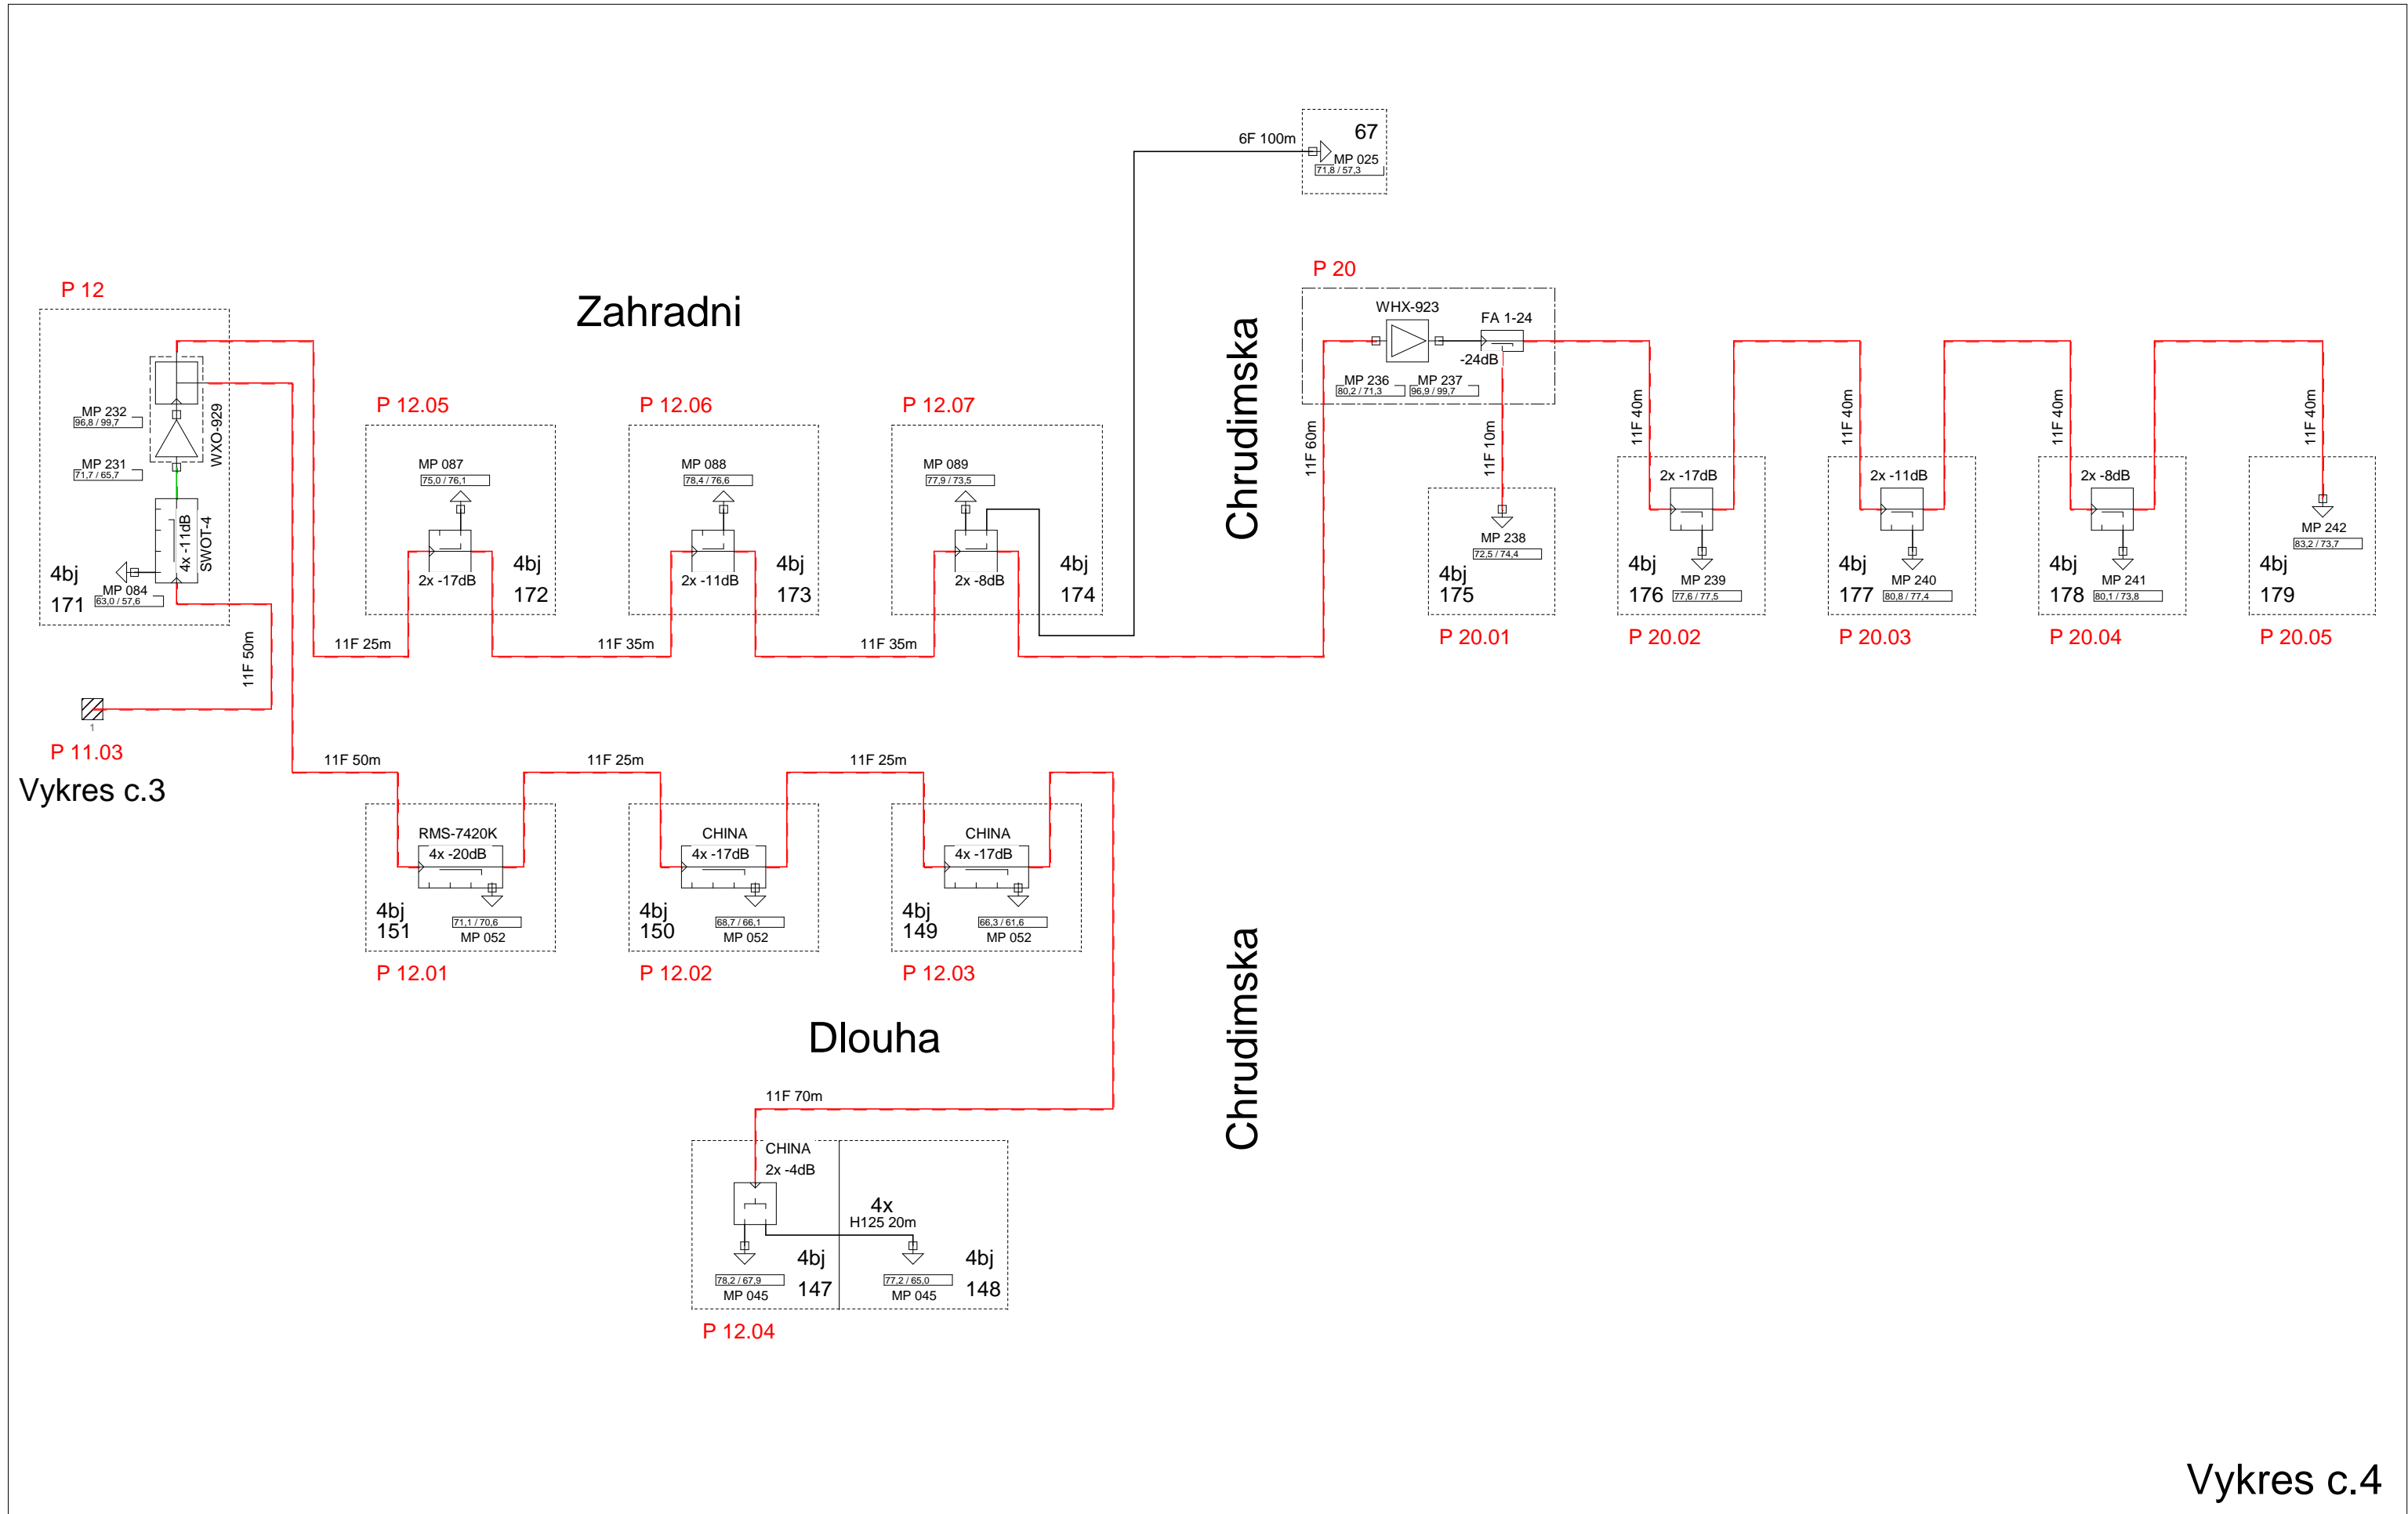 67
6F 100m
MP 025
71,8 / 57,3
P 12
MP 232
96,8 / 99,7
MP 231
71,7 / 65,7
WXO-929
4x -11dB
SWOT-4
4bj
171
MP 084
63,0 / 57,6
11F 50m
1
P 11.03
Vykres c.3
Zahradni
P 12.05
MP 087
75,0 / 76,1
2x -17dB
4bj
172
11F 25m
P 12.06
MP 088
78,4 / 76,6
2x -11dB
4bj
173
11F 35m
P 12.07
MP 089
77,9 / 73,5
2x -8dB
4bj
174
11F 35m
Chrudimska
P 20
WHX-923
FA 1-24
-24dB
MP 236
80,2 / 71,3
MP 237
96,9 / 99,7
11F 60m
11F 10m
MP 238
72,5 / 74,4
4bj
175
P 20.01
11F 40m
2x -17dB
4bj
176
MP 239
77,6 / 77,5
P 20.02
11F 40m
2x -11dB
4bj
177
MP 240
80,8 / 77,4
P 20.03
11F 40m
2x -8dB
4bj
178
MP 241
80,1 / 73,8
P 20.04
11F 40m
MP 242
83,2 / 73,7
4bj
179
P 20.05
11F 50m
RMS-7420K
4x -20dB
4bj
151
71,1 / 70,6
MP 052
P 12.01
11F 25m
CHINA
4x -17dB
4bj
150
68,7 / 66,1
MP 052
P 12.02
11F 25m
CHINA
4x -17dB
4bj
149
66,3 / 61,6
MP 052
P 12.03
Dlouha
Chrudimska
11F 70m
CHINA
2x -4dB
4x
H125 20m
4bj
147
78,2 / 67,9
MP 045
4bj
148
77,2 / 65,0
MP 045
P 12.04
Vykres c.4